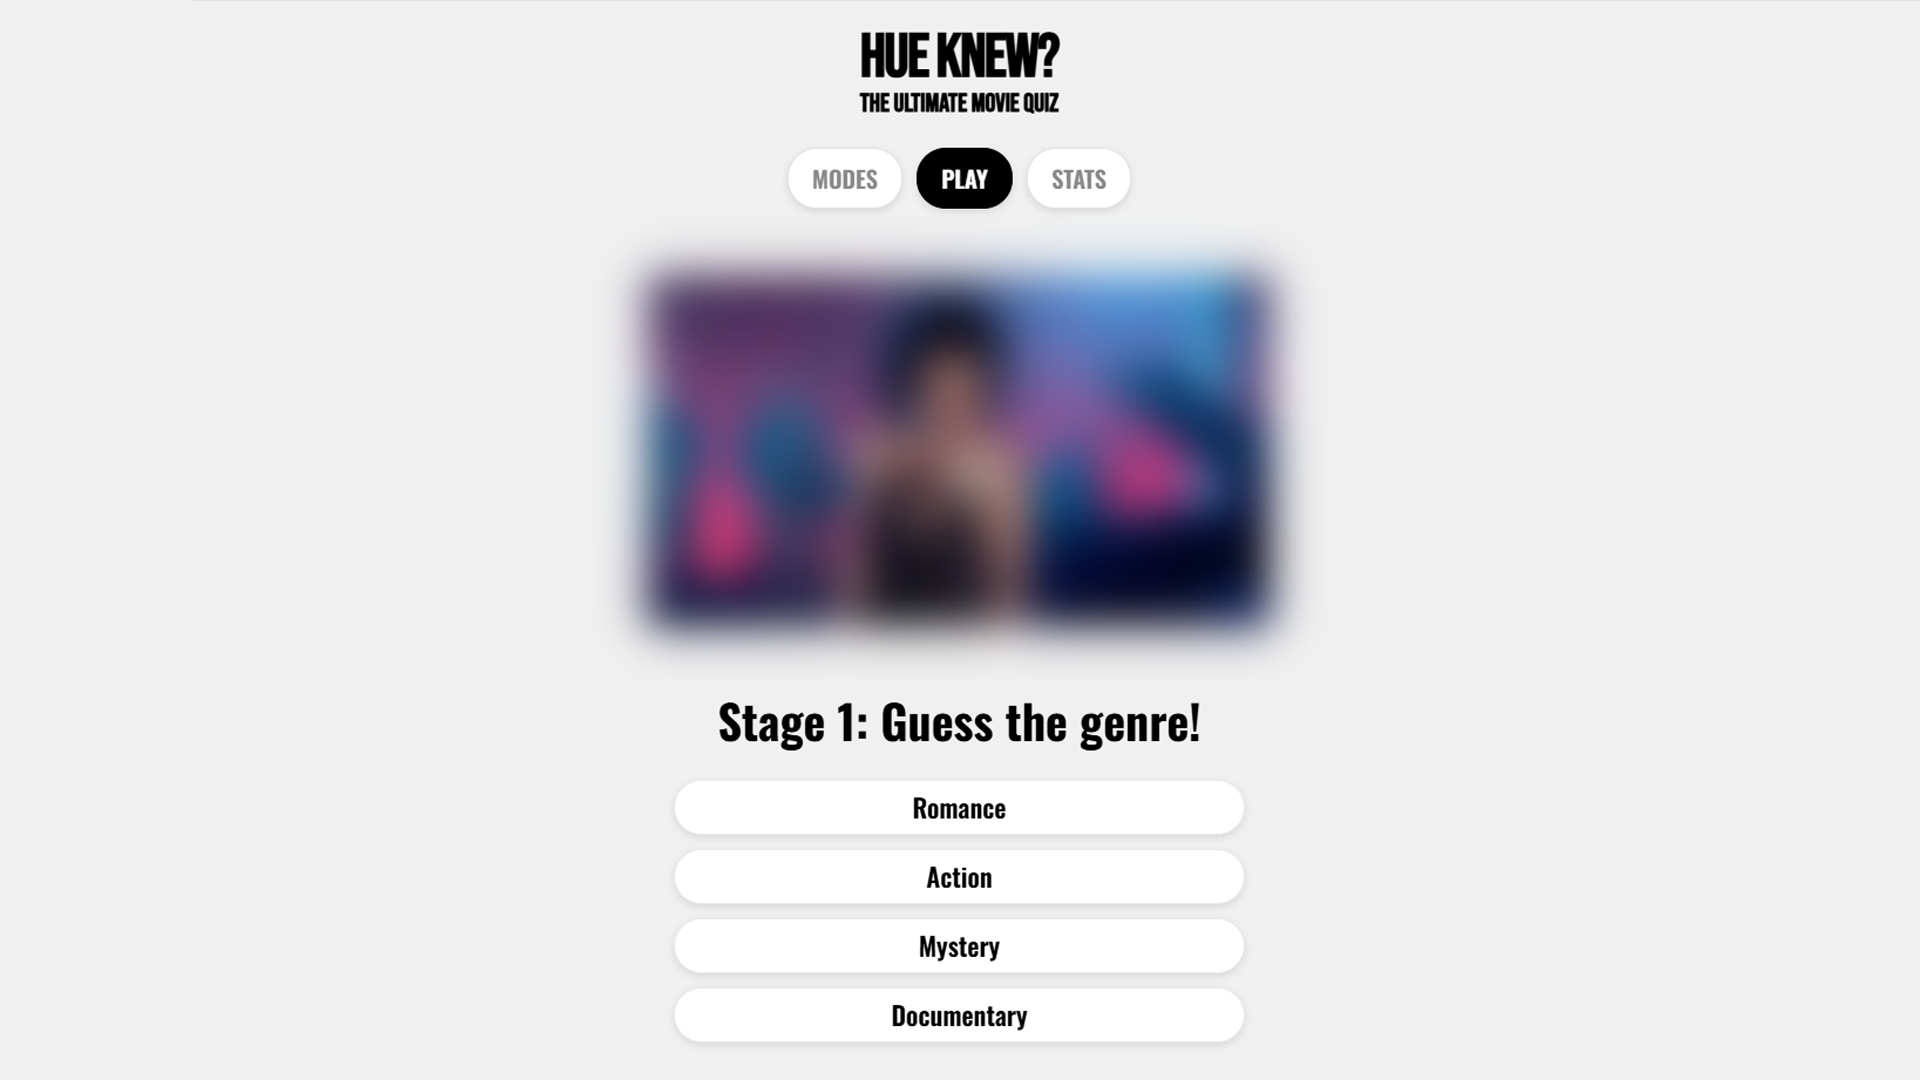 HUE KNEW?
THE ULTIMATE MOVIE QUIZ
MODES
PLAY
STATS
Stage 1: Guess the genre!
Romance
Action
Mystery
Documentary